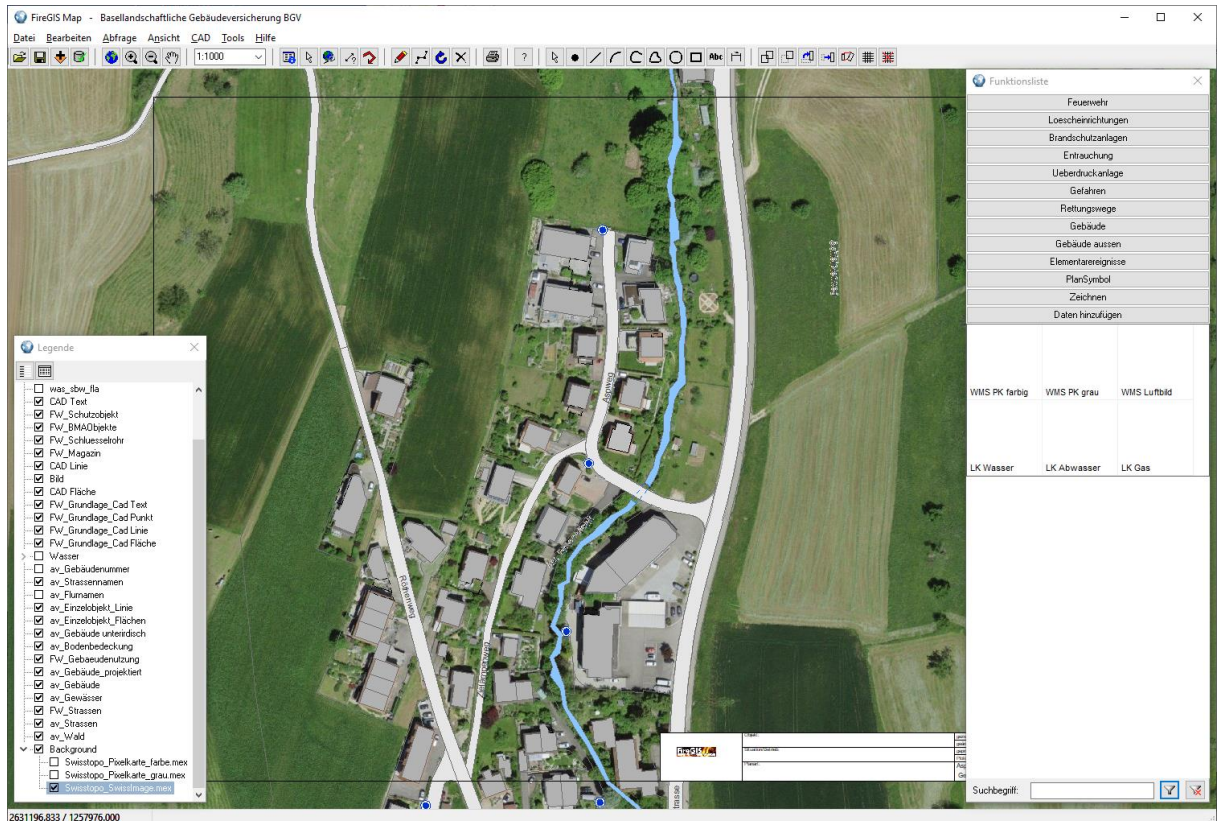 FireGIS Map - Basellandschaftliche Gebäudeversicherung BGV
Datei Bearbeiten Abfrage Ansicht CAD Tools Hilfe
1:1000
?
Abc
Funktionsliste
Feuerwehr
Loescheinrichtungen
Brandschutzanlagen
Entrauchung
Ueberdruckanlage
Gefahren
Rettungswege
Gebäude
Gebäude aussen
Elementarereignisse
PlanSymbol
Zeichnen
Daten hinzufügen
WMS PK farbig WMS PK grau WMS Luftbild
LK Wasser LK Abwasser LK Gas
Suchbegriff:
Legende
was_sbw_fla
CAD Text
FW_Schutzobjekt
FW_BMAObjekte
FW_Schluesselrohr
FW_Magazin
CAD Linie
Bild
CAD Fläche
FW_Grundlage_Cad Text
FW_Grundlage_Cad Punkt
FW_Grundlage_Cad Linie
FW_Grundlage_Cad Fläche
Wasser
av_Gebäudenummer
av_Strassennamen
av_Flurnamen
av_Einzelobjekt_Linie
av_Einzelobjekt_Flächen
av_Gebäude unterirdisch
av_Bodenbedeckung
FW_Gebaeudenutzung
av_Gebäude_projektiert
av_Gebäude
av_Gewässer
FW_Strassen
av_Strassen
av_Wald
Background
Swisstopo_Pixelkarte_farbe.mex
Swisstopo_Pixelkarte_grau.mex
Swisstopo_SwissImage.mex
Aspweg
Röthenweg
FireGIS
trasse
2631196.833 / 1257976.000